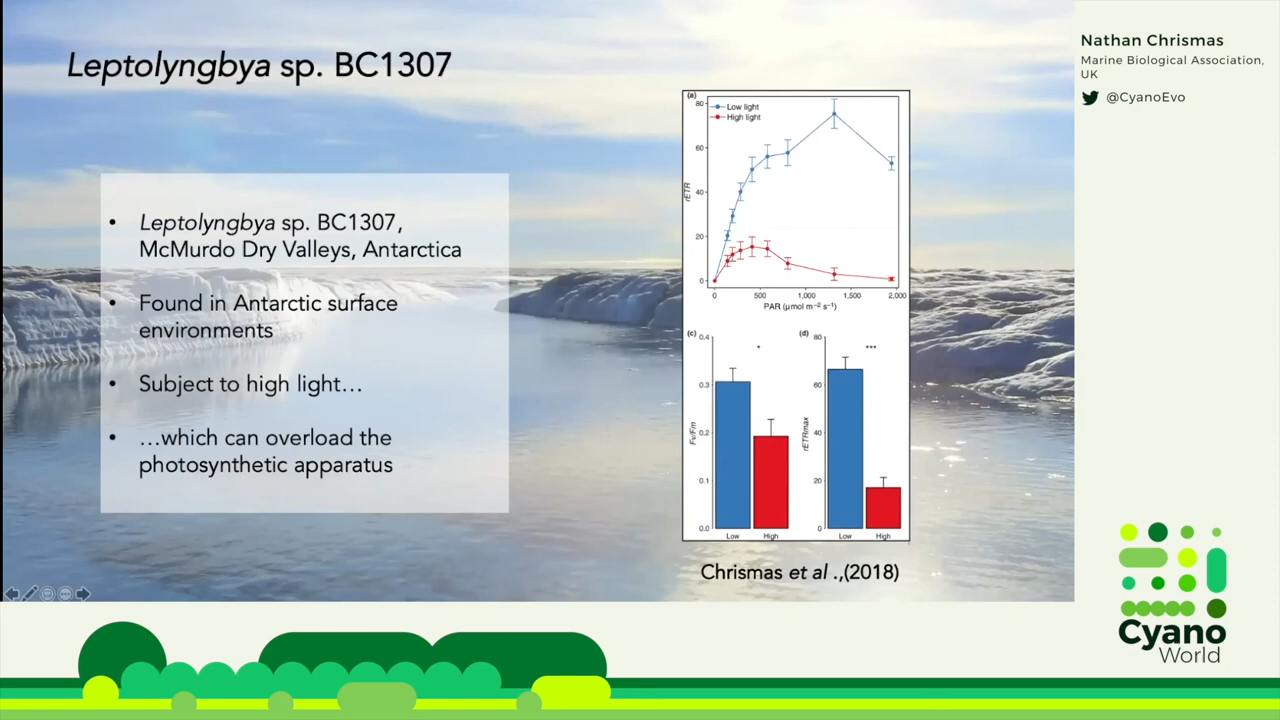 Leptolyngbya sp. BC1307
• Leptolyngbya sp. BC1307,
McMurdo Dry Valleys, Antarctica
• Found in Antarctic surface
environments
• Subject to high light…
• …which can overload the
photosynthetic apparatus
(a)
Low light
High light
80
60
40
20
0
rETR
0
500
1,000
1,500
2,000
PAR (µmol m⁻² s⁻¹)
(c)
0.4
0.3
0.2
0.1
0.0
Fv/Fm
*
Low High
(d)
80
60
40
20
0
rETRmax
***
Low High
Chrismas et al .,(2018)
Nathan Chrismas
Marine Biological Association,
UK
@CyanoEvo
Cyano
World